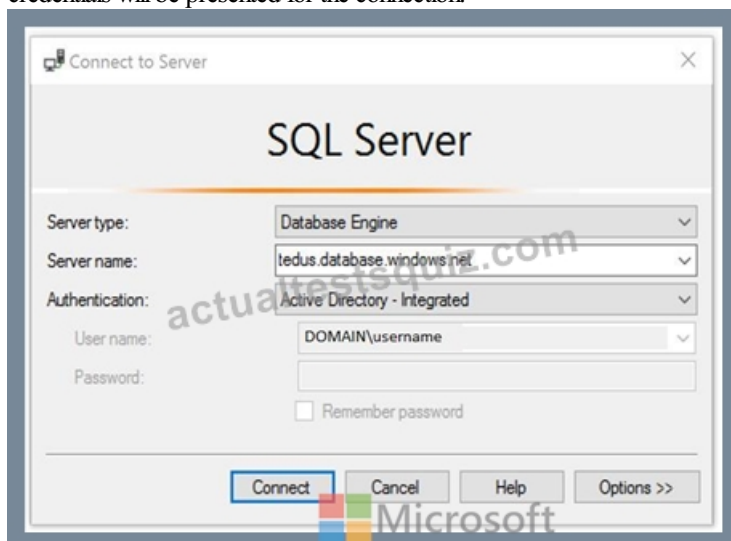 credentials will be presented for the connection.
Connect to Server
SQL Server
Server type: Database Engine
Server name: tedus.database.windows.net
Authentication: Active Directory - Integrated
User name: DOMAIN\username
Password:
Remember password
Connect Cancel Help Options >>
actualtestsquiz.com
Microsoft